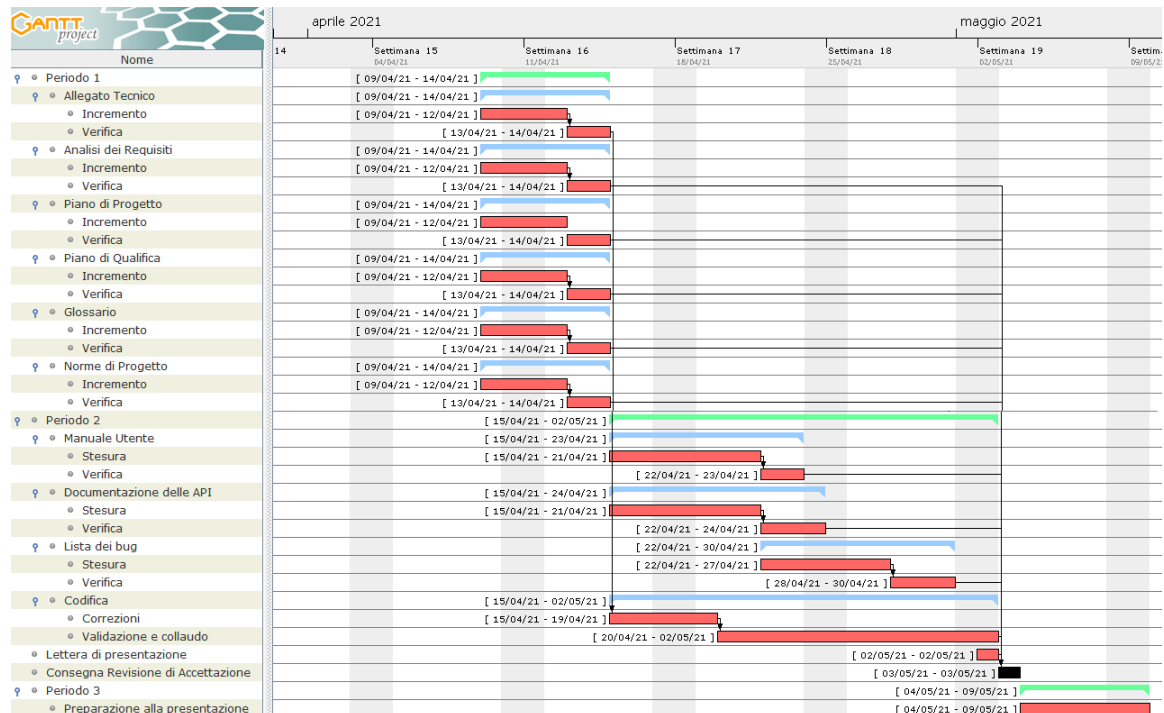 GANTT project
aprile 2021
maggio 2021
14
Settimana 15
Settimana 16
Settimana 17
Settimana 18
Settimana 19
Nome
04/04/21
11/04/21
18/04/21
25/04/21
02/05/21
Periodo 1 [ 09/04/21 - 14/04/21 ]
Allegato Tecnico [ 09/04/21 - 14/04/21 ]
Incremento [ 09/04/21 - 12/04/21 ]
Verifica [ 13/04/21 - 14/04/21 ]
Analisi dei Requisiti [ 09/04/21 - 14/04/21 ]
Incremento [ 09/04/21 - 12/04/21 ]
Verifica [ 13/04/21 - 14/04/21 ]
Piano di Progetto [ 09/04/21 - 14/04/21 ]
Incremento [ 09/04/21 - 12/04/21 ]
Verifica [ 13/04/21 - 14/04/21 ]
Piano di Qualifica [ 09/04/21 - 14/04/21 ]
Incremento [ 09/04/21 - 12/04/21 ]
Verifica [ 13/04/21 - 14/04/21 ]
Glossario [ 09/04/21 - 14/04/21 ]
Incremento [ 09/04/21 - 12/04/21 ]
Verifica [ 13/04/21 - 14/04/21 ]
Norme di Progetto [ 09/04/21 - 14/04/21 ]
Incremento [ 09/04/21 - 12/04/21 ]
Verifica [ 13/04/21 - 14/04/21 ]
Periodo 2 [ 15/04/21 - 02/05/21 ]
Manuale Utente [ 15/04/21 - 23/04/21 ]
Stesura [ 15/04/21 - 21/04/21 ]
Verifica [ 22/04/21 - 23/04/21 ]
Documentazione delle API [ 15/04/21 - 24/04/21 ]
Stesura [ 15/04/21 - 21/04/21 ]
Verifica [ 22/04/21 - 24/04/21 ]
Lista dei bug [ 22/04/21 - 30/04/21 ]
Stesura [ 22/04/21 - 27/04/21 ]
Verifica [ 28/04/21 - 30/04/21 ]
Codifica [ 15/04/21 - 02/05/21 ]
Correzioni [ 15/04/21 - 19/04/21 ]
Validazione e collaudo [ 20/04/21 - 02/05/21 ]
Lettera di presentazione [ 02/05/21 - 02/05/21 ]
Consegna Revisione di Accettazione [ 03/05/21 - 03/05/21 ]
Periodo 3 [ 04/05/21 - 09/05/21 ]
Preparazione alla presentazione [ 04/05/21 - 09/05/21 ]